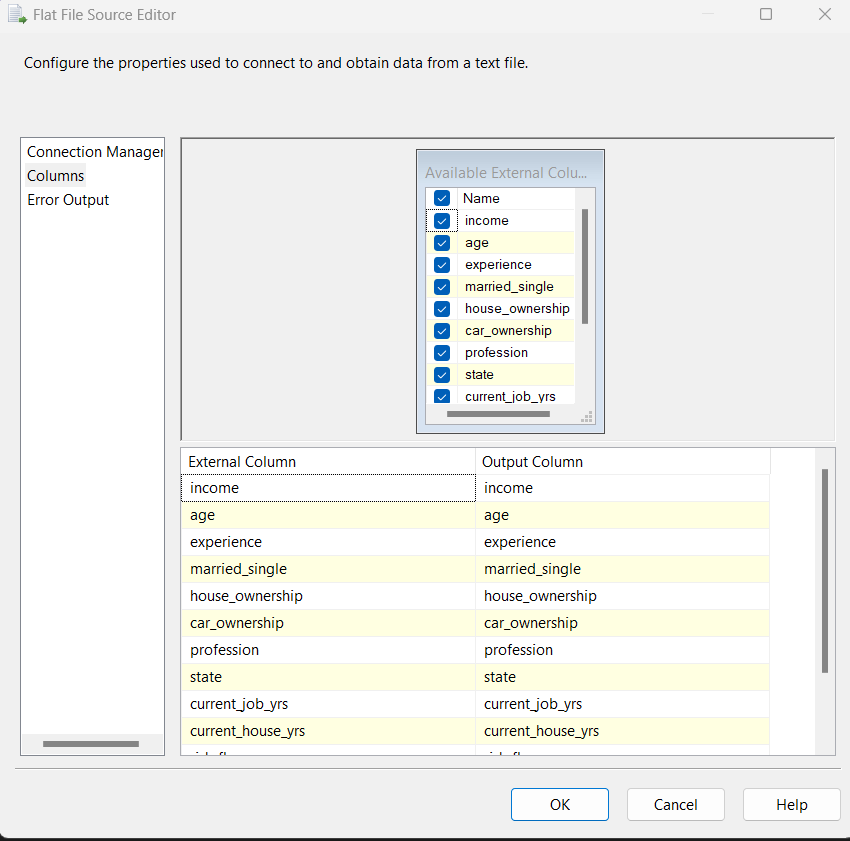 Flat File Source Editor
Configure the properties used to connect to and obtain data from a text file.
Connection Manager
Columns
Error Output
Available External Colu...
Name
income
age
experience
married_single
house_ownership
car_ownership
profession
state
current_job_yrs
External Column Output Column
income income
age age
experience experience
married_single married_single
house_ownership house_ownership
car_ownership car_ownership
profession profession
state state
current_job_yrs current_job_yrs
current_house_yrs current_house_yrs
OK Cancel Help